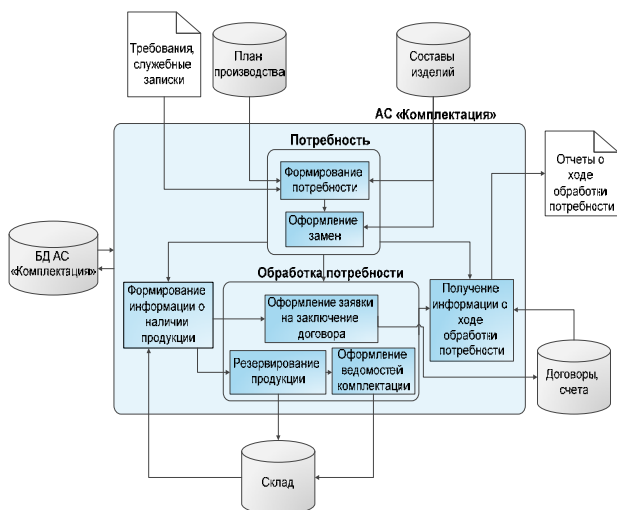 Требования,
служебные
записки
План
производства
Составы
изделий
АС «Комплектация»
Потребность
Формирование
потребности
Оформление
замен
Отчеты о
ходе
обработки
потребности
БД АС
«Комплектация»
Обработка потребности
Формирование
информации о
наличии
продукции
Оформление заявки
на заключение
договора
Получение
информации о
ходе
обработки
потребности
Резервирование
продукции
Оформление
ведомостей
комплектации
Договоры,
счета
Склад